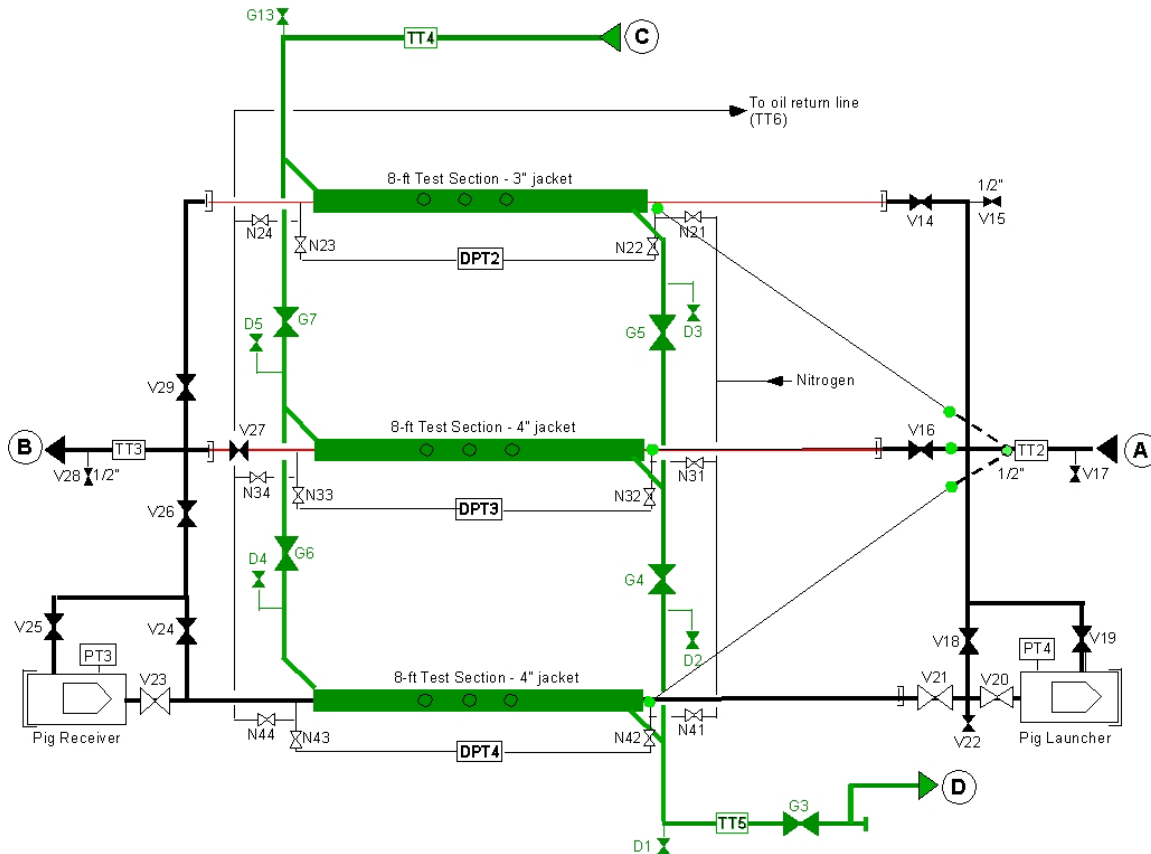 G13
TT4
C
To oil return line
(TT6)
8-ft Test Section - 3" jacket
1/2"
V14
V15
N24
N23
N22
N21
DPT2
D5
G7
G5
D3
V29
Nitrogen
8-ft Test Section - 4" jacket
B
TT3
V27
V16
TT2
A
V28
1/2"
1/2"
V17
N34
N33
N32
N31
DPT3
V26
D4
G6
G4
D2
V25
V24
V18
V19
PT3
V23
8-ft Test Section - 4" jacket
V21
V20
PT4
Pig Receiver
N44
N43
N42
N41
V22
Pig Launcher
DPT4
D
G3
TT5
D1